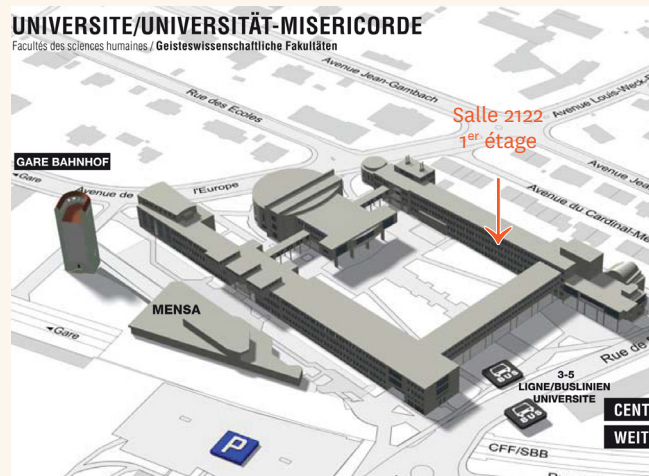 UNIVERSITE/UNIVERSITÄT-MISERICORDE
Facultés des sciences humaines / Geisteswissenschaftliche Fakultäten
Avenue Jean-Gambach
Avenue Louis-Weck-
Rue des Ecoles
Salle 2122
1er étage
GARE BAHNHOF
Gare
Avenue de l'Europe
Avenue Jea
Avenue du Cardinal-Me
MENSA
Gare
BUS
3-5
LIGNE/BUSLINIEN
UNIVERSITE
BUS
Rue de
CENT
WEIT
P
CFF/SBB